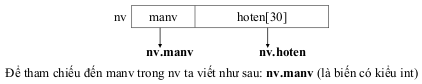 nv manv hoten[30]
nv.manv nv.hoten
Để tham chiếu đến manv trong nv ta viết như sau: nv.manv (là biến có kiểu int)